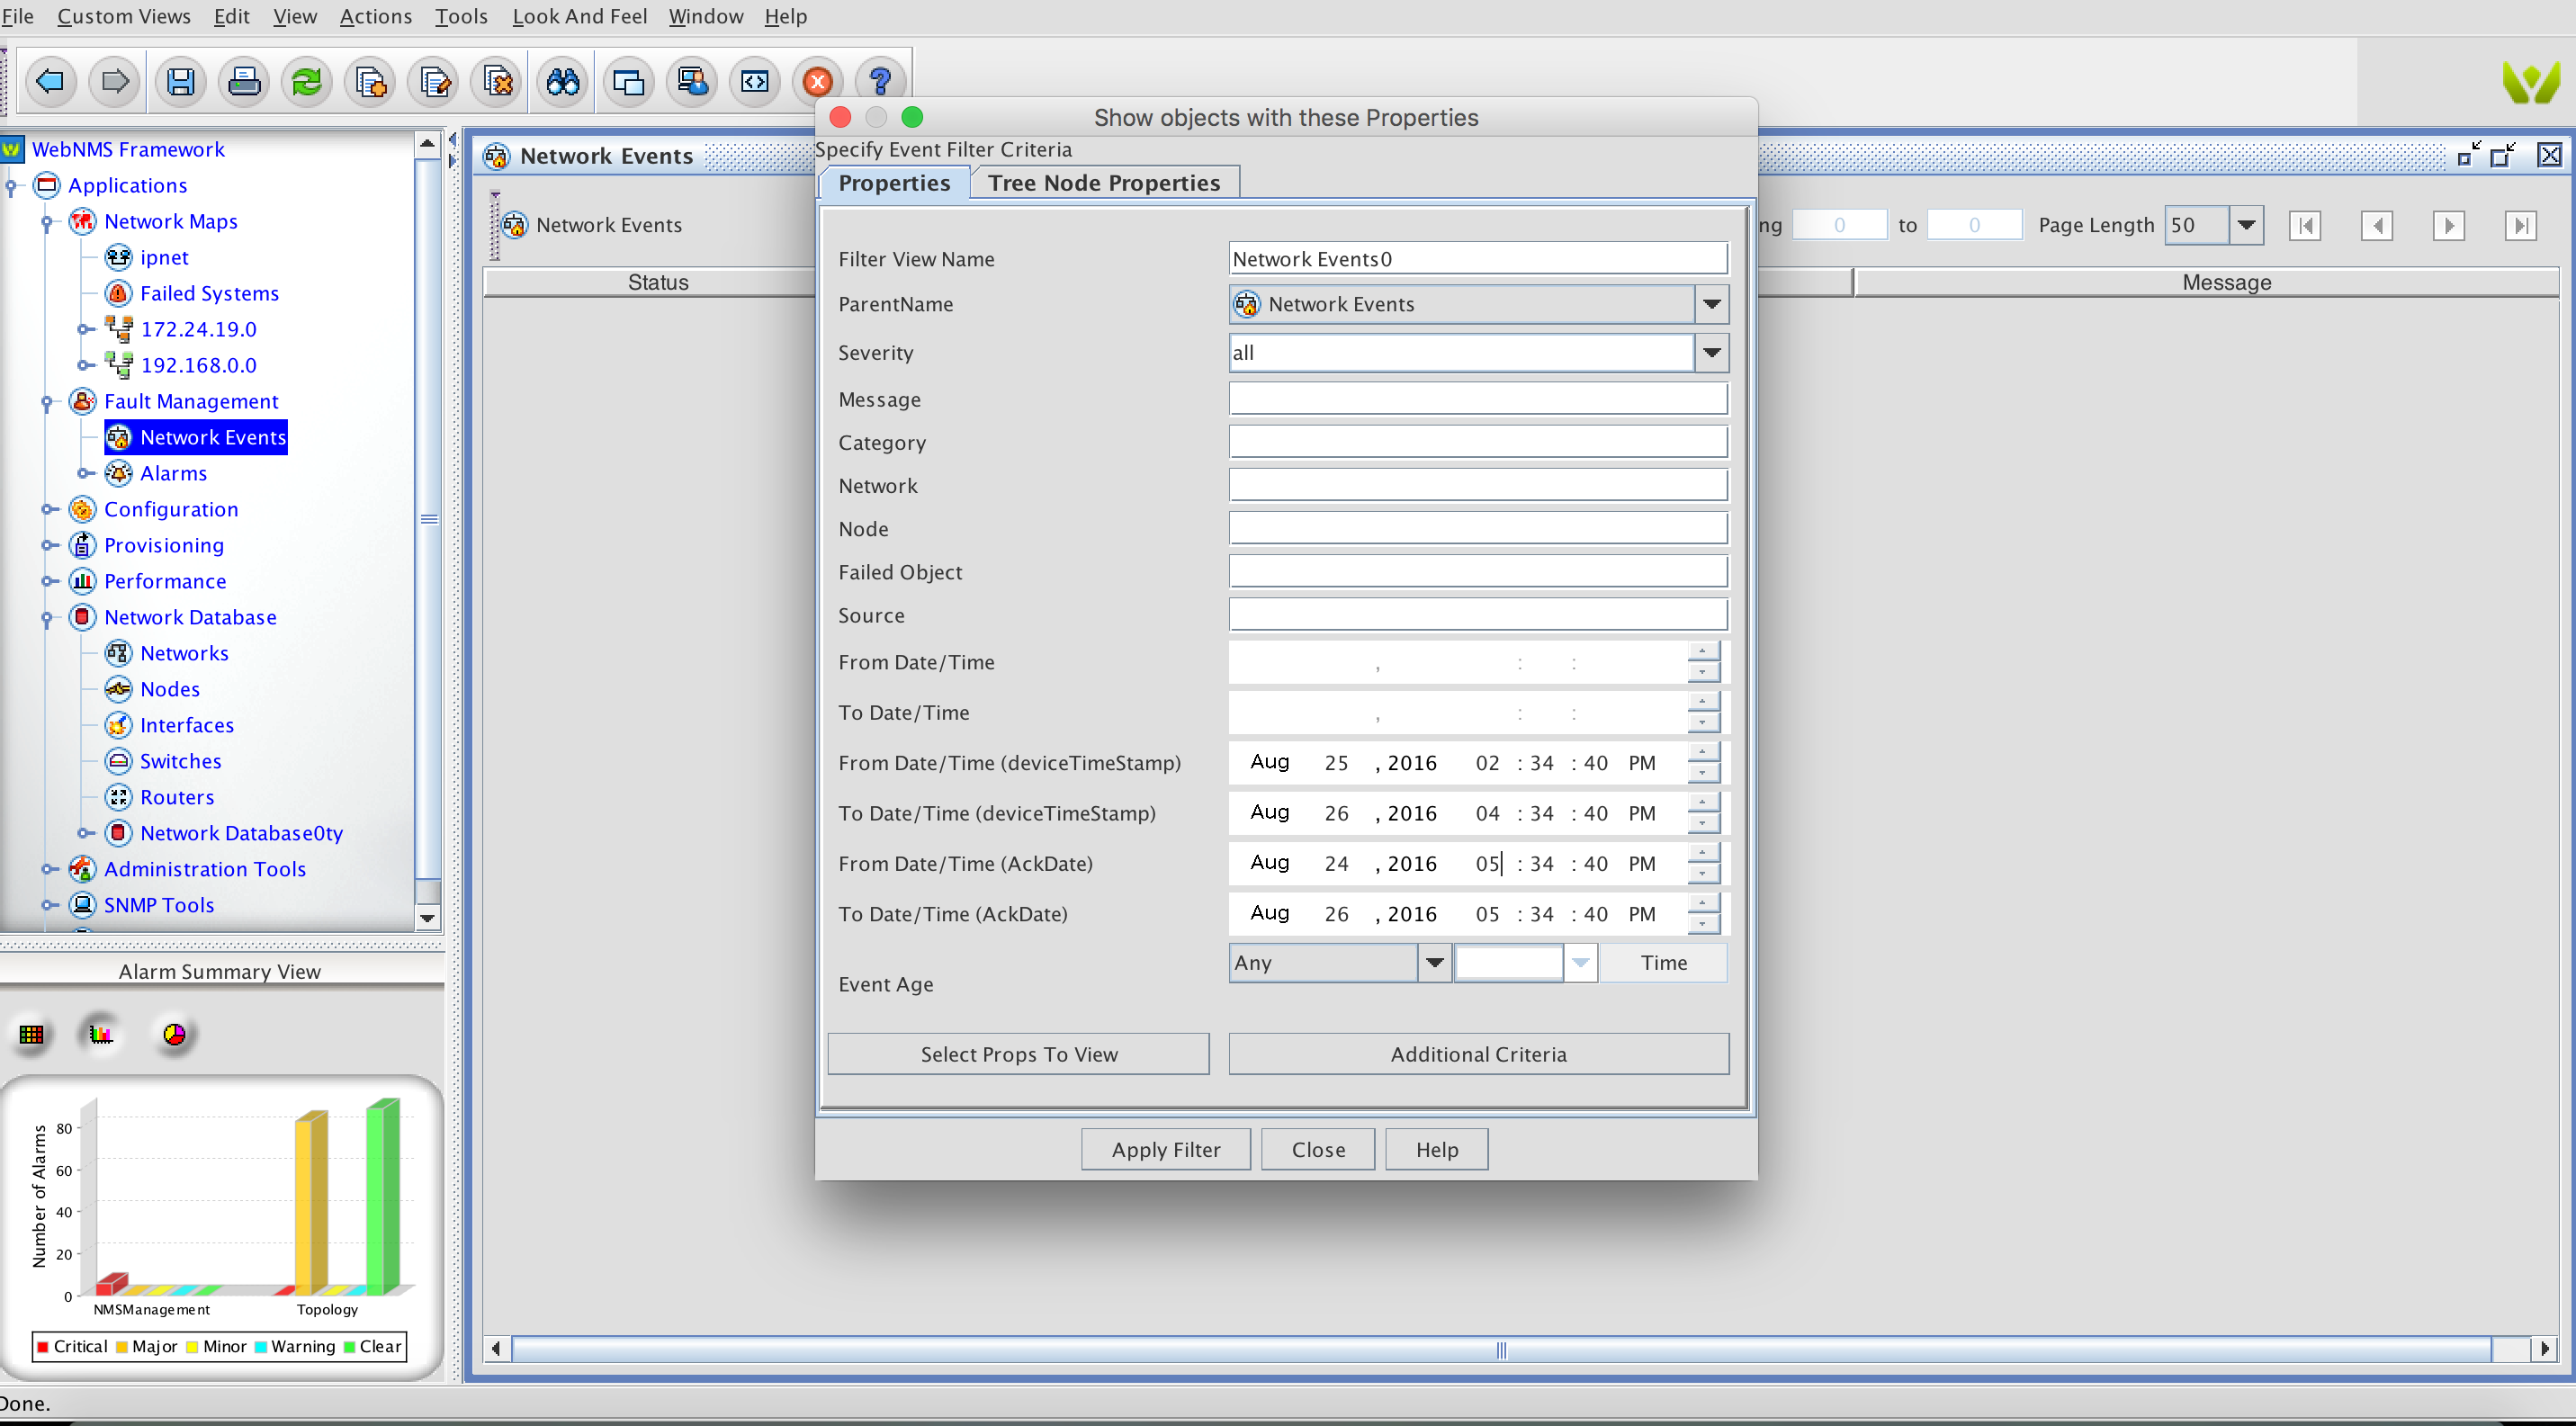 File Custom Views Edit View Actions Tools Look And Feel Window Help
WebNMS Framework
Applications
Network Maps
ipnet
Failed Systems
172.24.19.0
192.168.0.0
Fault Management
Network Events
Alarms
Configuration
Provisioning
Performance
Network Database
Networks
Nodes
Interfaces
Switches
Routers
Network Database0ty
Administration Tools
SNMP Tools
Alarm Summary View
Number of Alarms
80
60
40
20
0
NMSManagement Topology
Critical Major Minor Warning Clear
Done.
Network Events
Network Events
ng 0 to 0 Page Length 50
Status Message
Show objects with these Properties
Specify Event Filter Criteria
Properties Tree Node Properties
Filter View Name Network Events0
ParentName Network Events
Severity all
Message
Category
Network
Node
Failed Object
Source
From Date/Time , : :
To Date/Time , : :
From Date/Time (deviceTimeStamp) Aug 25 , 2016 02 : 34 : 40 PM
To Date/Time (deviceTimeStamp) Aug 26 , 2016 04 : 34 : 40 PM
From Date/Time (AckDate) Aug 24 , 2016 05 : 34 : 40 PM
To Date/Time (AckDate) Aug 26 , 2016 05 : 34 : 40 PM
Event Age Any Time
Select Props To View Additional Criteria
Apply Filter Close Help